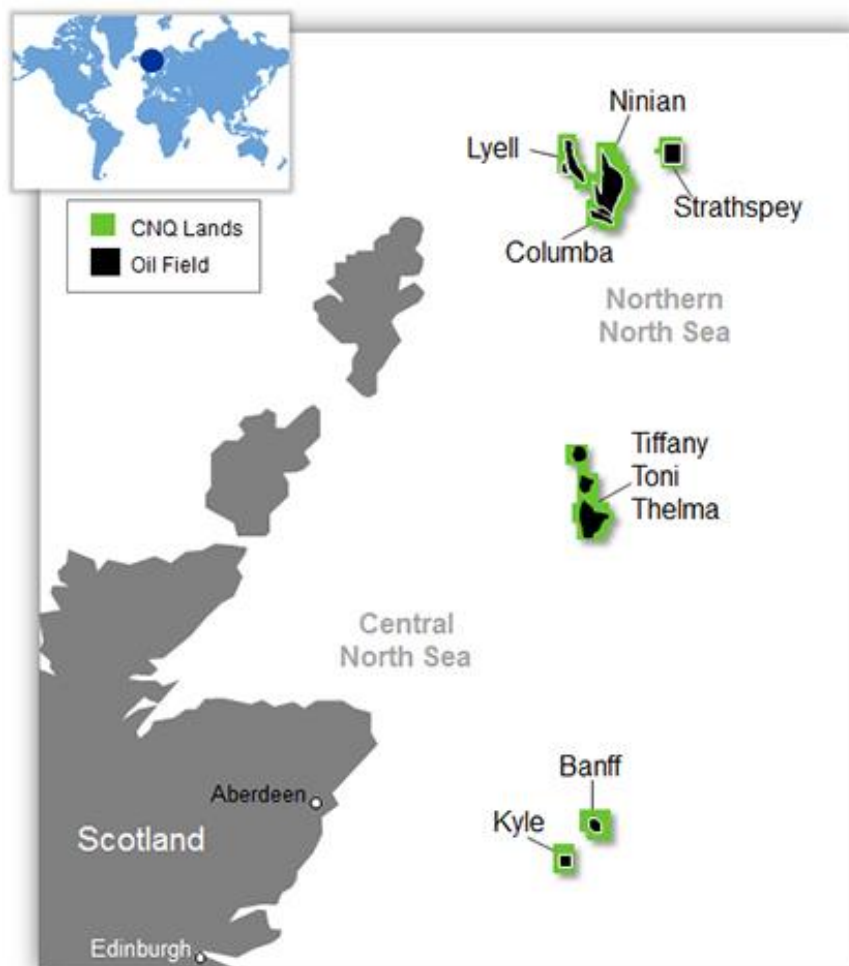 CNQ Lands
Oil Field
Ninian
Lyell
Strathspey
Columba
Northern
North Sea
Tiffany
Toni
Thelma
Central
North Sea
Banff
Aberdeen
Kyle
Scotland
Edinburgh